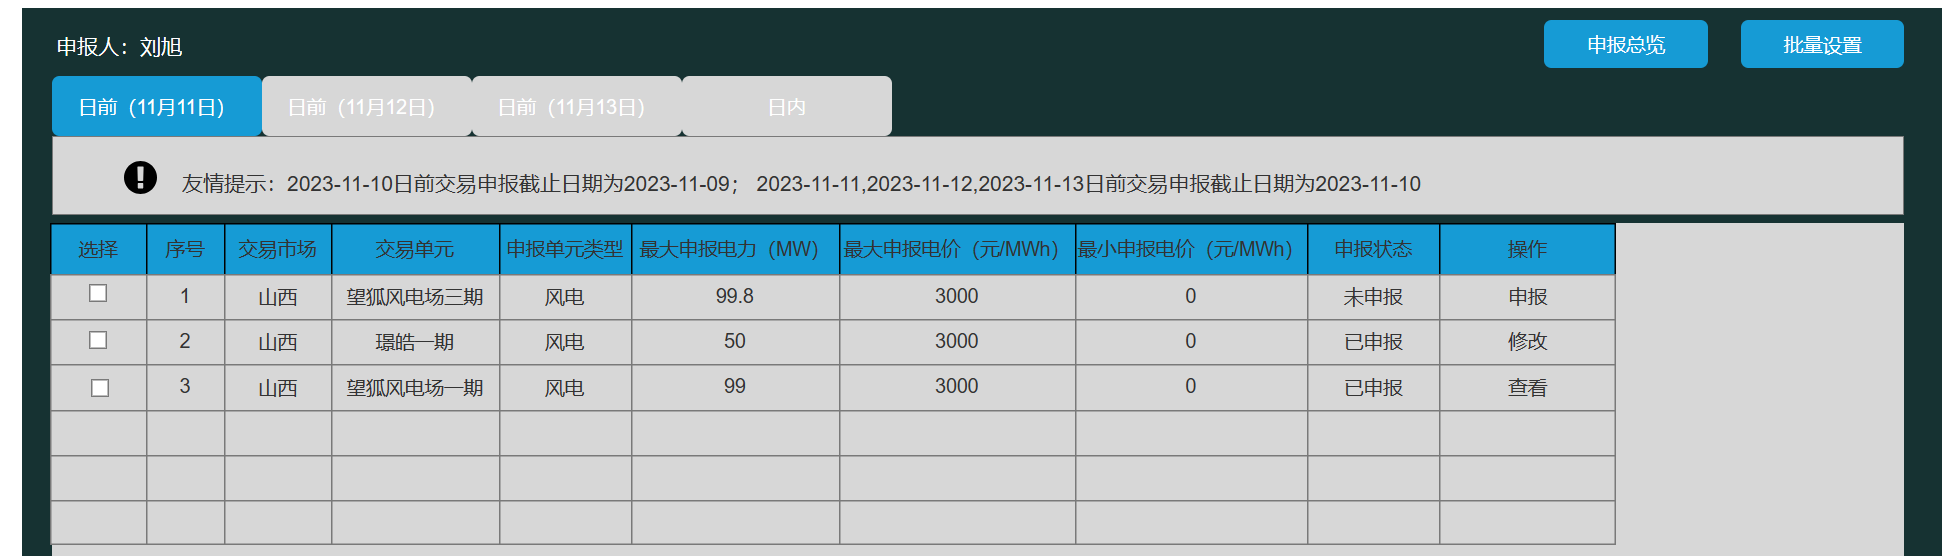 申报人：刘旭
申报总览
批量设置
日前（11月11日） 日前（11月12日） 日前（11月13日） 日内
友情提示：2023-11-10日前交易申报截止日期为2023-11-09； 2023-11-11,2023-11-12,2023-11-13日前交易申报截止日期为2023-11-10
选择 序号 交易市场 交易单元 申报单元类型 最大申报电力（MW） 最大申报电价（元/MWh） 最小申报电价（元/MWh） 申报状态 操作
1 山西 望狐风电场三期 风电 99.8 3000 0 未申报 申报
2 山西 璟皓一期 风电 50 3000 0 已申报 修改
3 山西 望狐风电场一期 风电 99 3000 0 已申报 查看